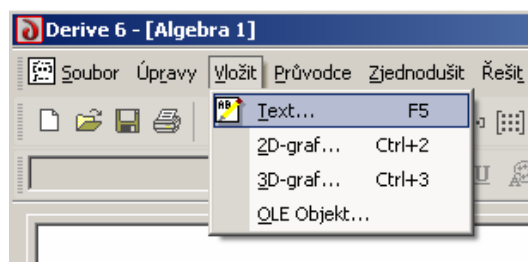 Derive 6 - [Algebra 1]
Soubor Úpravy Vložit Průvodce Zjednodušit Řešit
Text... F5
2D-graf... Ctrl+2
3D-graf... Ctrl+3
OLE Objekt...